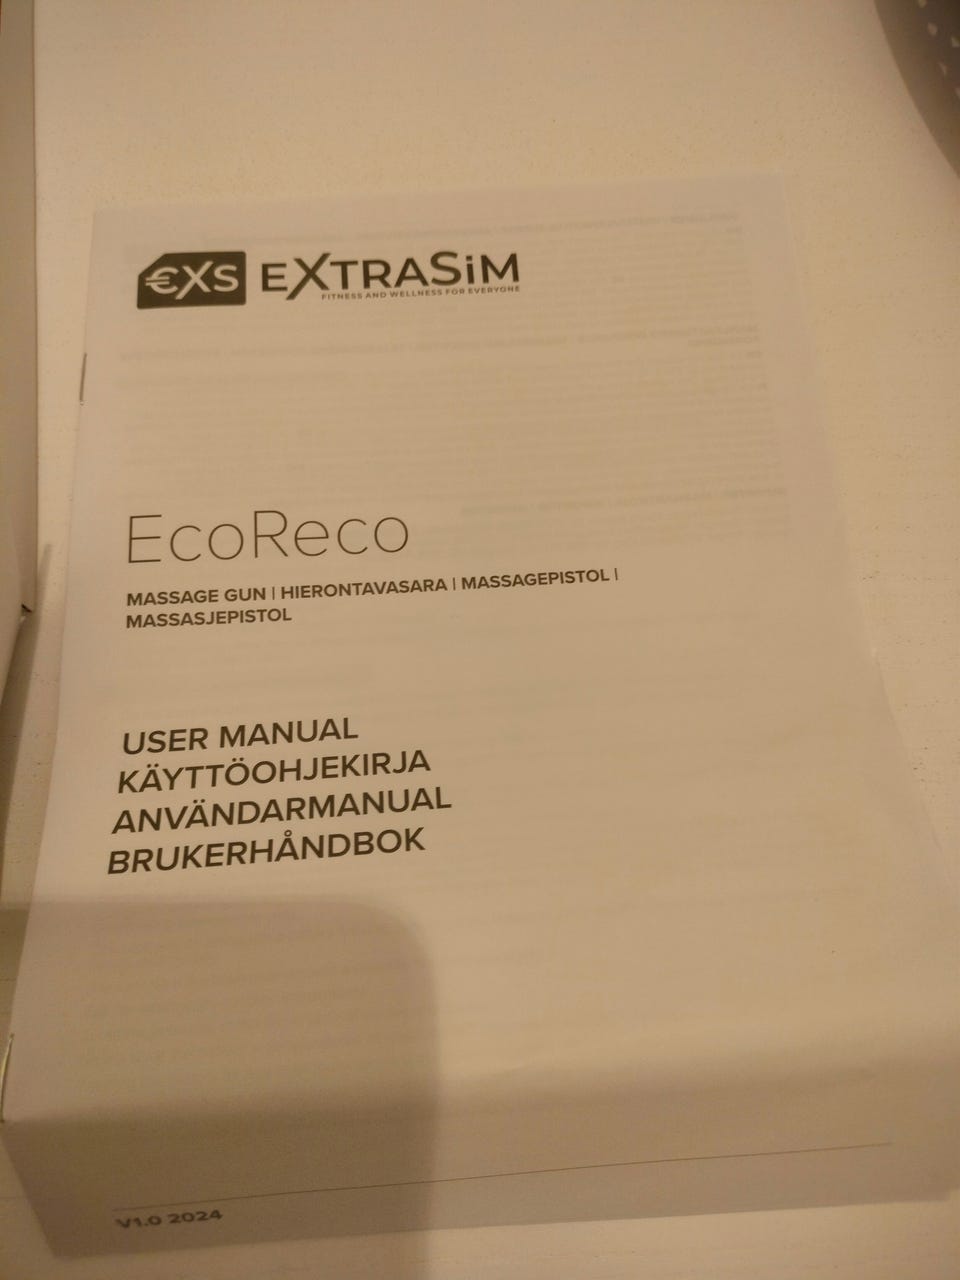 €XS EXTRASiM
FITNESS AND WELLNESS FOR EVERYONE
EcoReco
MASSAGE GUN | HIERONTAVASARA | MASSAGEPISTOL |
MASSASJEPISTOL
USER MANUAL
KÄYTTÖOHJEKIRJA
ANVÄNDARMANUAL
BRUKERHÅNDBOK
V1.0 2024